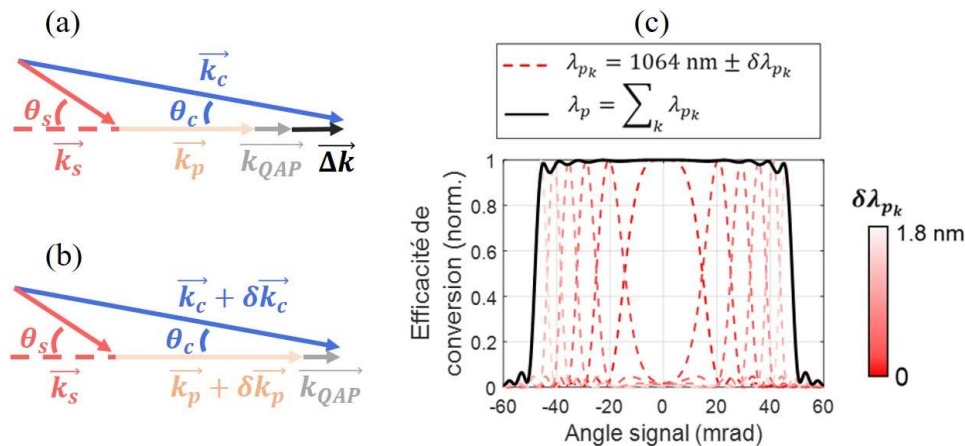 (a)
k_c
θ_s
θ_c
k_s
k_p
k_QAP
Δk
(b)
k_c + δk_c
θ_s
θ_c
k_s
k_p + δk_p
k_QAP
(c)
λ_{p_k} = 1064 nm ± δλ_{p_k}
λ_p = ∑_k λ_{p_k}
Efficacité de
conversion (norm.)
1
0.8
0.6
0.4
0.2
0
-60 -40 -20 0 20 40 60
Angle signal (mrad)
δλ_{p_k}
1.8 nm
0